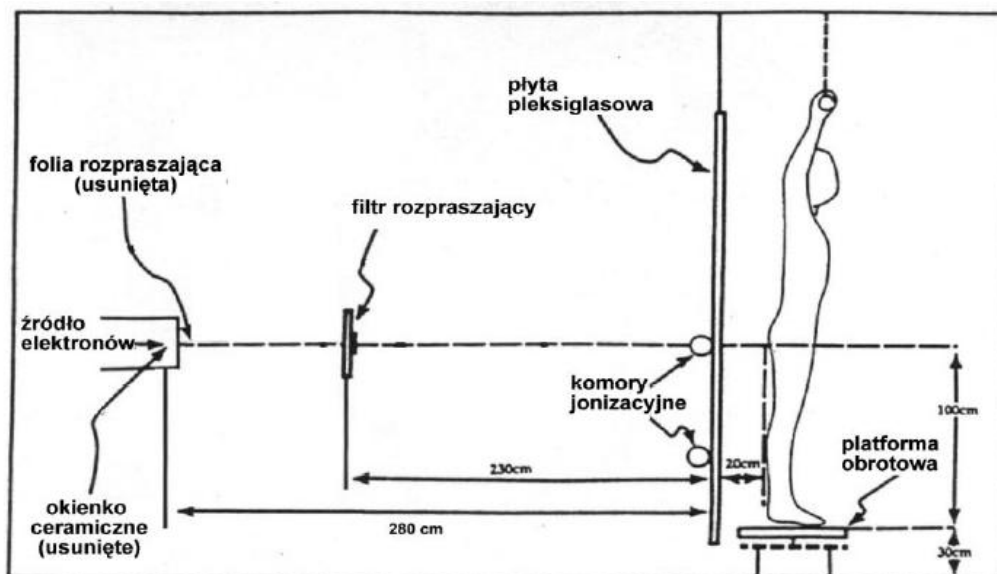 płyta
pleksiglasowa
folia rozpraszająca
(usunięta)
filtr rozpraszający
źródło
elektronów
komory
jonizacyjne
100cm
platforma
obrotowa
230cm
20cm
okienko
ceramiczne
(usunięte)
280 cm
30cm